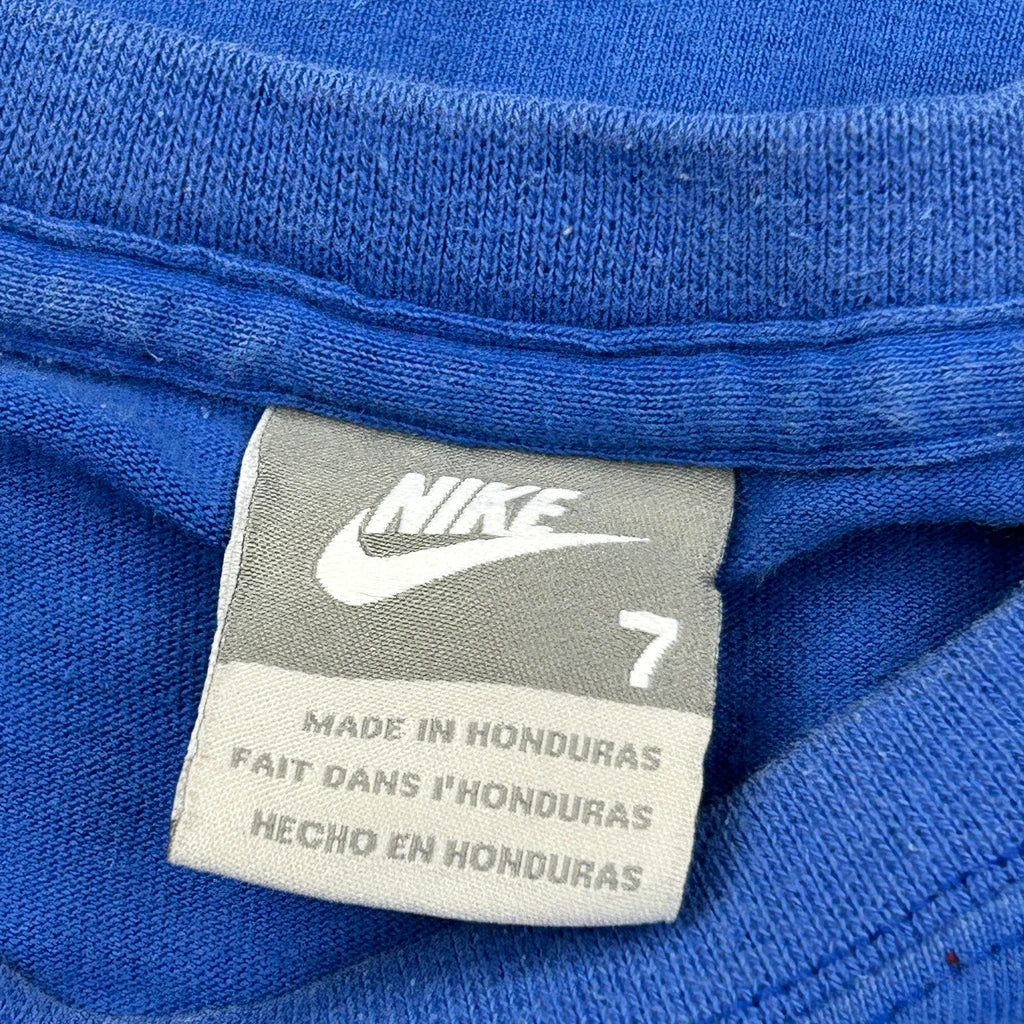 NIKE
7
MADE IN HONDURAS
FAIT DANS l'HONDURAS
HECHO EN HONDURAS